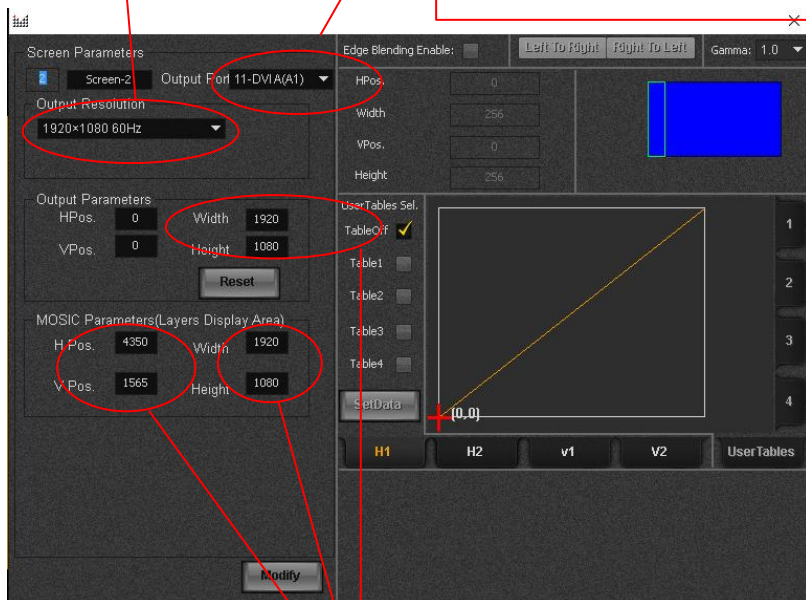 Screen Parameters
2 Screen-2 Output Port 11-DVI A(A1)
Output Resolution
1920×1080 60Hz
Output Parameters
HPos. 0 Width 1920
VPos. 0 Height 1080
Reset
MOSIC Parameters(Layers Display Area)
H Pos. 4350 Width 1920
V Pos. 1565 Height 1080
Modify
Edge Blending Enable: Left To Right Right To Left Gamma: 1.0
HPos. 0
Width 256
VPos. 0
Height 256
UserTables Sel.
TableOff
Table1
Table2
Table3
Table4
SetData
(0,0)
1
2
3
4
H1 H2 v1 V2 UserTables